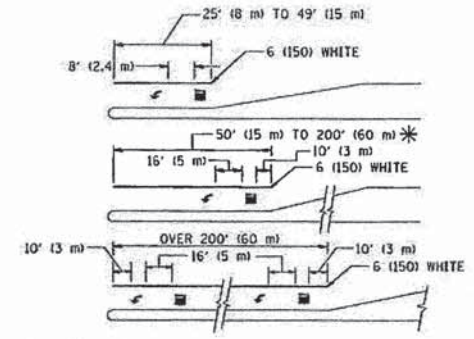 25' (8 m) TO 49' (15 m)
8' (2,4 m)
6 (150) WHITE
50' (15 m) TO 200' (60 m) *
16' (5 m)
10' (3 m)
6 (150) WHITE
OVER 200' (60 m)
10' (3 m)
16' (5 m)
10' (3 m)
6 (150) WHITE